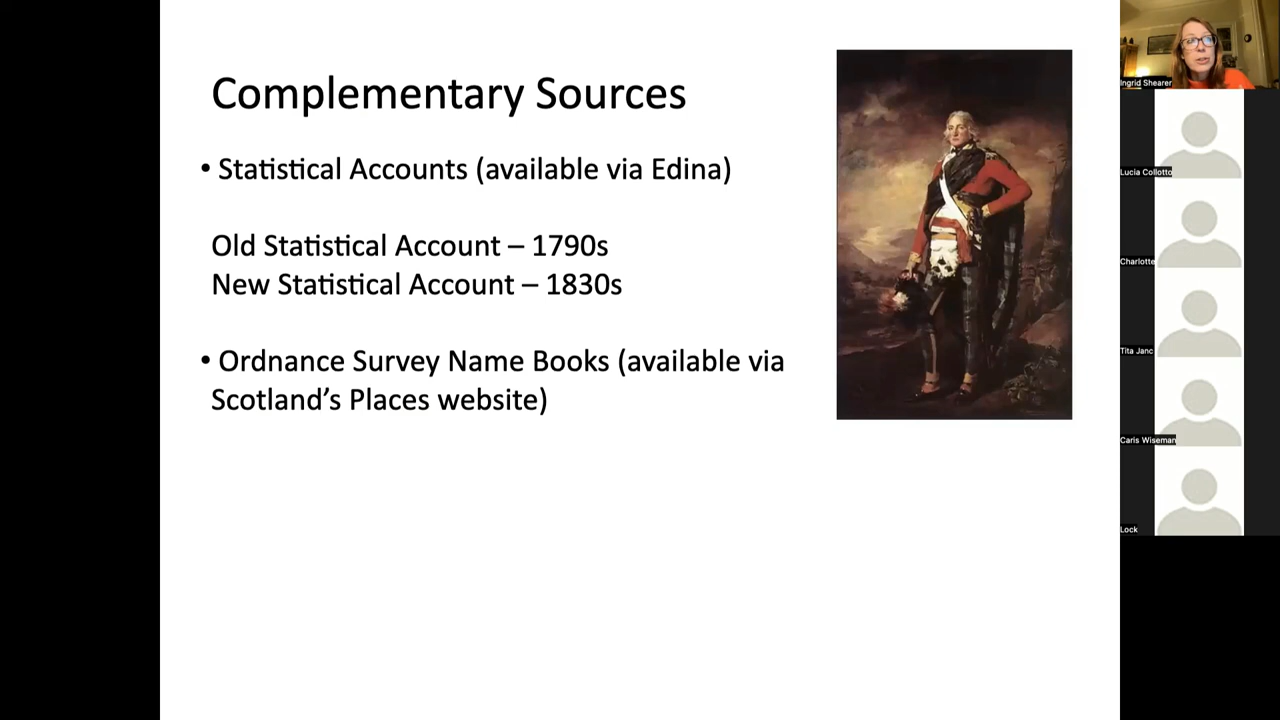 Complementary Sources
• Statistical Accounts (available via Edina)
Old Statistical Account – 1790s
New Statistical Account – 1830s
• Ordnance Survey Name Books (available via
Scotland’s Places website)
Ingrid Shearer
Lucia Collotto
Charlotte
Tita Janc
Caris Wiseman
Lock